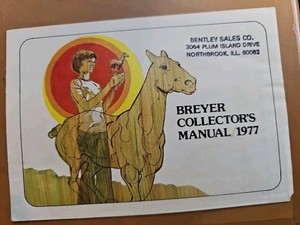 BENTLEY SALES CO.
3064 PLUM ISLAND DRIVE
NORTHBROOK, ILL. 60062
BREYER
COLLECTOR'S
MANUAL/1977